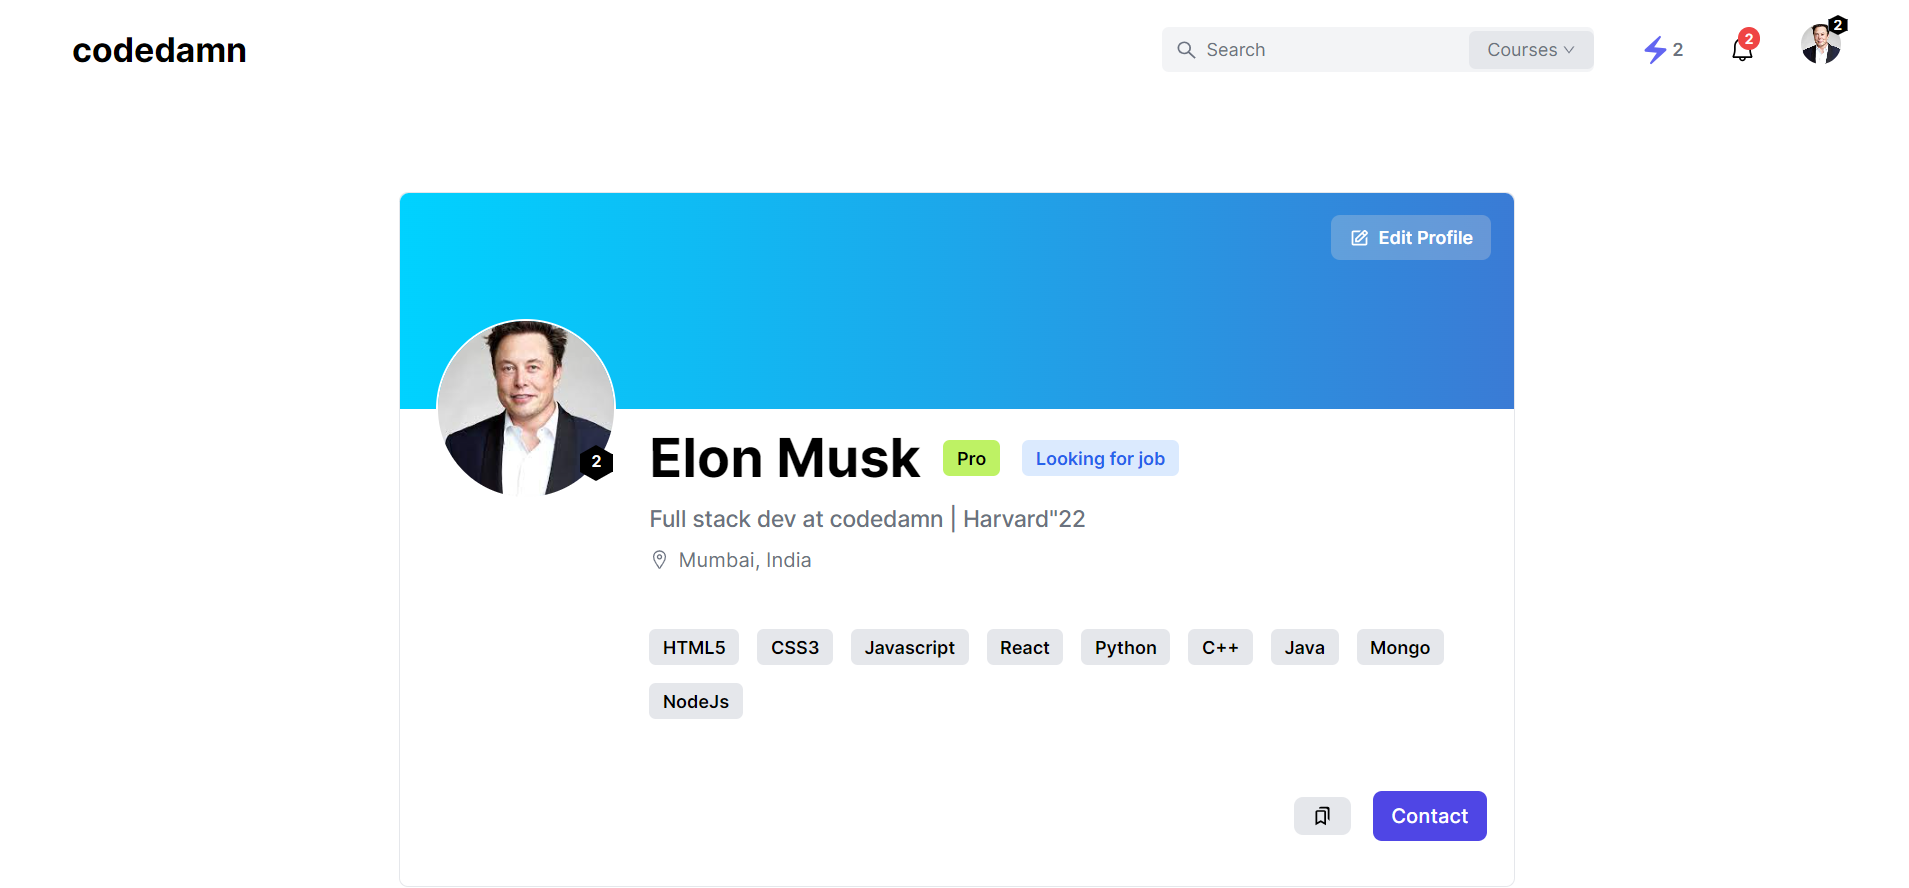 codedamn
Search
Courses
2
2
2
Edit Profile
2
Elon Musk
Pro
Looking for job
Full stack dev at codedamn | Harvard"22
Mumbai, India
HTML5 CSS3 Javascript React Python C++ Java Mongo
NodeJs
Contact